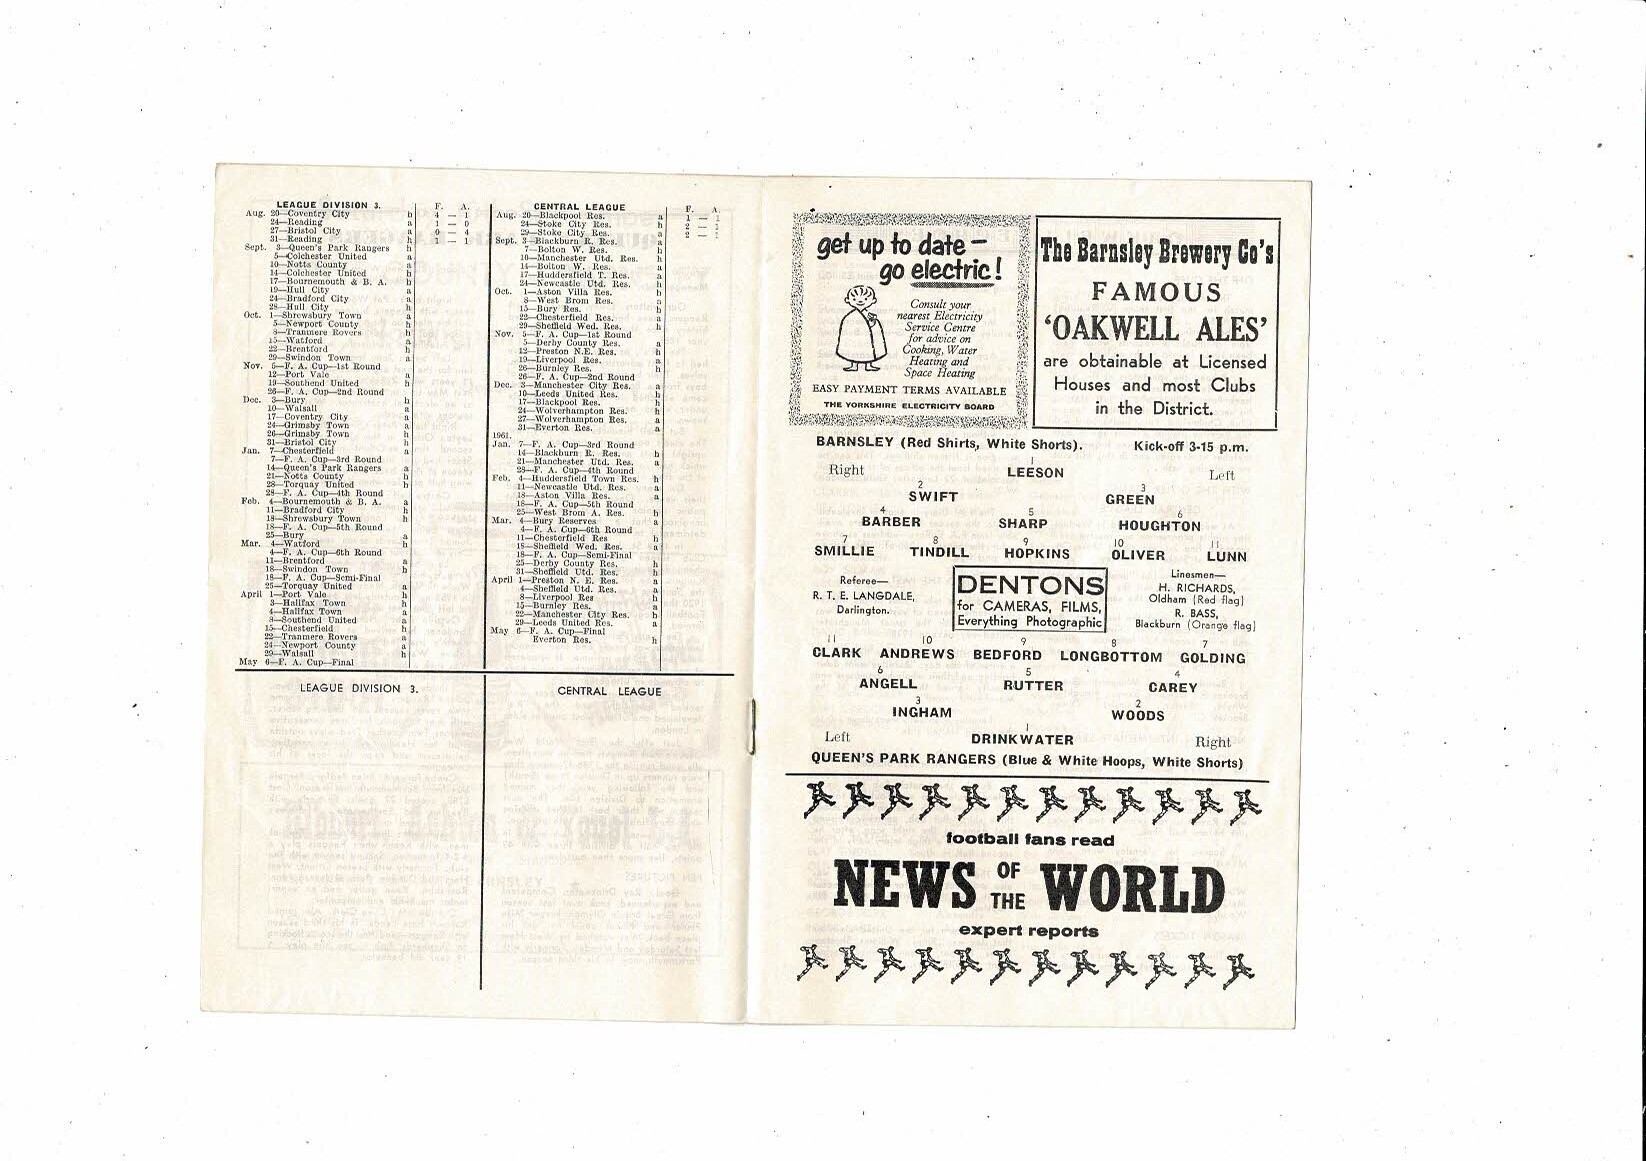 LEAGUE DIVISION 3. F. A.
Aug. 20—Coventry City h 4 — 1
24—Reading a 1 — 0
27—Bristol City a 0 — 4
31—Reading h 1 — 1
Sept. 3—Queen's Park Rangers h
5—Colchester United a
10—Notts County a
14—Colchester United h
17—Bournemouth & B. A. h
19—Hull City a
24—Bradford City a
28—Hull City h
Oct. 1—Shrewsbury Town a
5—Newport County h
8—Tranmere Rovers h
15—Watford a
22—Brentford h
29—Swindon Town a
Nov. 5—F. A. Cup—1st Round
12—Port Vale a
19—Southend United h
26—F. A. Cup—2nd Round
Dec. 3—Bury h
10—Walsall a
17—Coventry City a
24—Grimsby Town a
26—Grimsby Town h
31—Bristol City h
Jan. 7—Chesterfield a
7—F. A. Cup—3rd Round
14—Queen's Park Rangers a
21—Notts County h
28—Torquay United h
28—F. A. Cup—4th Round
Feb. 4—Bournemouth & B. A. a
11—Bradford City h
18—Shrewsbury Town h
18—F. A. Cup—5th Round
25—Bury a
Mar. 4—Watford h
4—F. A. Cup—6th Round
11—Brentford a
18—Swindon Town h
18—F. A. Cup—Semi-Final
25—Torquay United a
April 1—Port Vale h
3—Halifax Town h
4—Halifax Town a
8—Southend United a
15—Chesterfield h
22—Tranmere Rovers a
24—Newport County a
29—Walsall h
May 6—F. A. Cup—Final
CENTRAL LEAGUE F. A.
Aug. 20—Blackpool Res. a 1 — 1
24—Stoke City Res. h 2 — 1
29—Stoke City Res. a 2 — 1
Sept. 3—Blackburn R. Res. a
7—Bolton W. Res. h
10—Manchester Utd. Res. h
14—Bolton W. Res. a
17—Huddersfield T. Res. a
24—Newcastle Utd. Res. h
Oct. 1—Aston Villa Res. h
8—West Brom Res. a
15—Bury Res. h
22—Chesterfield Res. a
29—Sheffield Wed. Res. h
Nov. 5—F. A. Cup—1st Round
5—Derby County Res. a
12—Preston N.E. Res. h
19—Liverpool Res. a
26—Burnley Res. h
26—F. A. Cup—2nd Round
Dec. 3—Manchester City Res. a
10—Leeds United Res. h
17—Blackpool Res. h
24—Wolverhampton Res. h
27—Wolverhampton Res. a
31—Everton Res. a
1961.
Jan. 7—F. A. Cup—3rd Round
14—Blackburn R. Res. h
21—Manchester Utd. Res. a
28—F. A. Cup—4th Round
Feb. 4—Huddersfield Town Res. h
11—Newcastle Utd. Res. a
18—Aston Villa Res. a
18—F. A. Cup—5th Round
25—West Brom A. Res. h
Mar. 4—Bury Reserves a
4—F. A. Cup—6th Round
11—Chesterfield Res h
18—Sheffield Wed. Res. a
18—F. A. Cup—Semi-Final
25—Derby County Res. h
31—Sheffield Utd. Res. h
April 1—Preston N. E. Res. a
4—Sheffield Utd. Res. a
8—Liverpool Res h
15—Burnley Res. a
22—Manchester City Res. h
29—Leeds United Res. a
May 6—F. A. Cup—Final
Everton Res. h
LEAGUE DIVISION 3.
CENTRAL LEAGUE
get up to date—
go electric!
Consult your
nearest Electricity
Service Centre
for advice on
Cooking, Water
Heating and
Space Heating
EASY PAYMENT TERMS AVAILABLE
THE YORKSHIRE ELECTRICITY BOARD
The Barnsley Brewery Co's
FAMOUS
'OAKWELL ALES'
are obtainable at Licensed
Houses and most Clubs
in the District.
BARNSLEY (Red Shirts, White Shorts). Kick-off 3-15 p.m.
1
Right LEESON Left
2 3
SWIFT GREEN
4 5 6
BARBER SHARP HOUGHTON
7 8 9 10 11
SMILLIE TINDILL HOPKINS OLIVER LUNN
Referee—
R. T. E. LANGDALE,
Darlington.
DENTONS
for CAMERAS, FILMS,
Everything Photographic
Linesmen—
H. RICHARDS,
Oldham (Red flag)
R. BASS,
Blackburn (Orange flag)
11 10 9 8 7
CLARK ANDREWS BEDFORD LONGBOTTOM GOLDING
6 5 4
ANGELL RUTTER CAREY
3 2
INGHAM WOODS
1
Left DRINKWATER Right
QUEEN'S PARK RANGERS (Blue & White Hoops, White Shorts)
football fans read
NEWS OF THE WORLD
expert reports